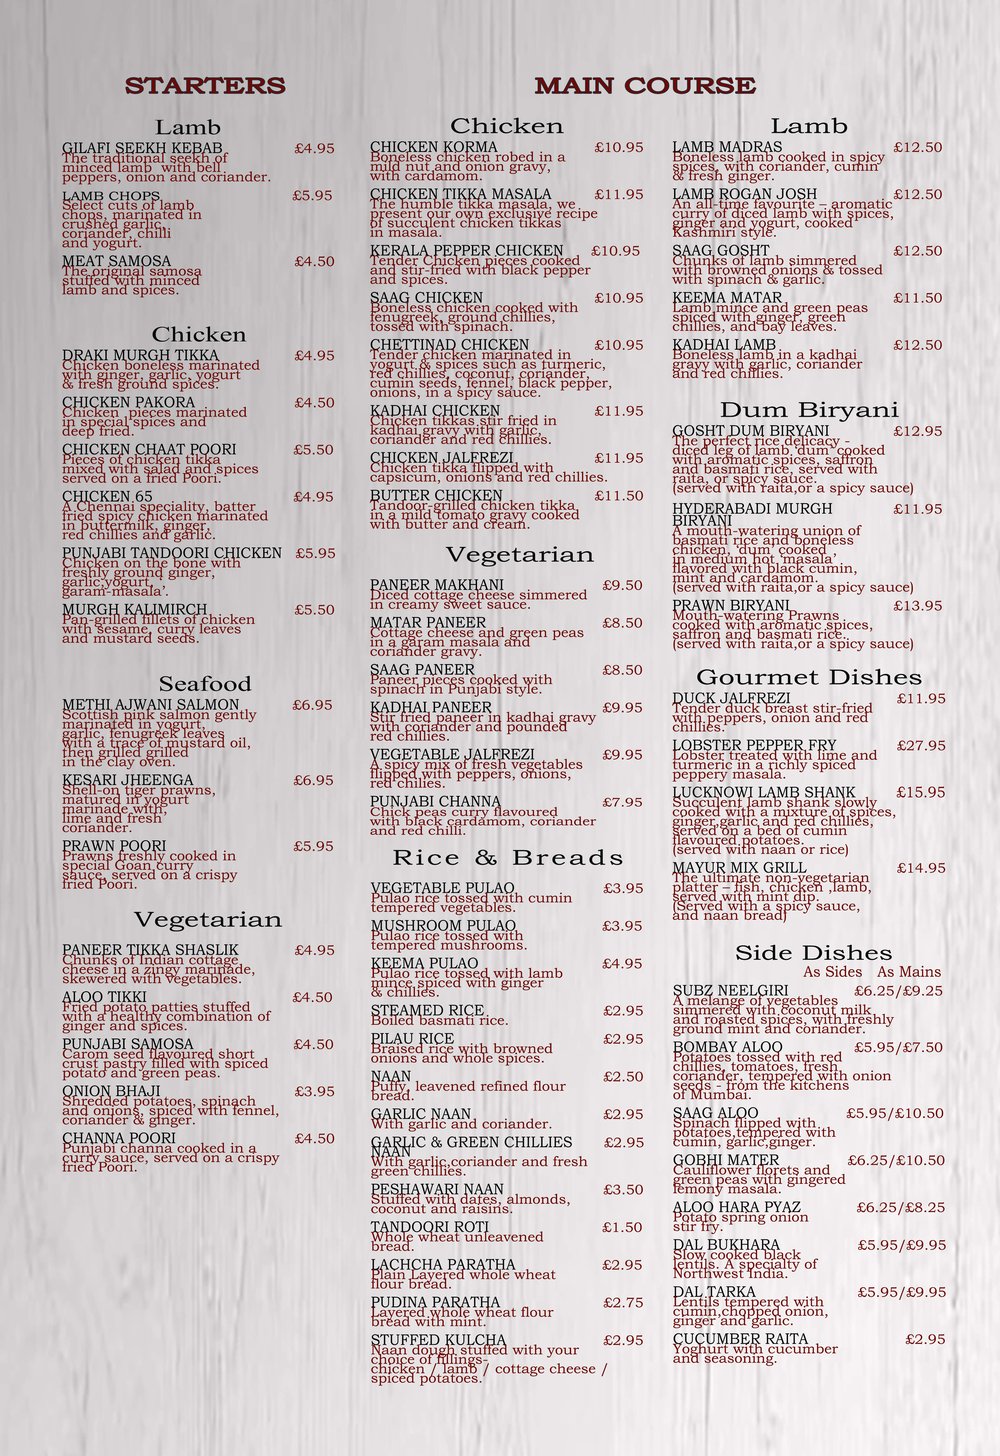 STARTERS
Lamb
GILAFI SEEKH KEBAB £4.95
The traditional seekh of
minced lamb with bell
peppers, onion and coriander.
LAMB CHOPS £5.95
Select cuts of lamb
chops, marinated in
crushed garlic,
coriander, chilli
and yogurt.
MEAT SAMOSA £4.50
The original samosa
stuffed with minced
lamb and spices.
Chicken
DRAKI MURGH TIKKA £4.95
Chicken boneless marinated
with ginger, garlic, yogurt
& fresh ground spices.
CHICKEN PAKORA £4.50
Chicken pieces marinated
in special spices and
deep fried.
CHICKEN CHAAT POORI £5.50
Pieces of chicken tikka
mixed with salad and spices
served on a fried Poori.
CHICKEN 65 £4.95
A Chennai speciality, batter
fried spicy chicken marinated
in buttermilk, ginger,
red chillies and garlic.
PUNJABI TANDOORI CHICKEN £5.95
Chicken on the bone with
freshly ground ginger,
garlic,yogurt, ,
garam-masala'.
MURGH KALIMIRCH £5.50
Pan-grilled fillets of chicken
with sesame, curry leaves
and mustard seeds.
Seafood
METHI AJWANI SALMON £6.95
Scottish pink salmon gently
marinated in yogurt,
garlic, fenugreek leaves
with a trace of mustard oil,
then grilled grilled
in the clay oven.
KESARI JHEENGA £6.95
Shell-on tiger prawns,
matured in yogurt
marinade with,
lime and fresh
coriander.
PRAWN POORI £5.95
Prawns freshly cooked in
special Goan curry
sauce, served on a crispy
fried Poori.
Vegetarian
PANEER TIKKA SHASLIK £4.95
Chunks of Indian cottage
cheese in a zingy marinade,
skewered with vegetables.
ALOO TIKKI £4.50
Fried potato patties stuffed
with a healthy combination of
ginger and spices.
PUNJABI SAMOSA £4.50
Carom seed flavoured short
crust pastry filled with spiced
potato and green peas.
ONION BHAJI £3.95
Shredded potatoes, spinach
and onions, spiced with fennel,
coriander & ginger.
CHANNA POORI £4.50
Punjabi channa cooked in a
curry sauce, served on a crispy
fried Poori.
MAIN COURSE
Chicken
CHICKEN KORMA £10.95
Boneless chicken robed in a
mild nut and onion gravy,
with cardamom.
CHICKEN TIKKA MASALA £11.95
The humble tikka masala, we
present our own exclusive recipe
of succulent chicken tikkas
in masala.
KERALA PEPPER CHICKEN £10.95
Tender Chicken pieces cooked
and stir-fried with black pepper
and spices.
SAAG CHICKEN £10.95
Boneless chicken cooked with
fenugreek, ground chillies,
tossed with spinach.
CHETTINAD CHICKEN £10.95
Tender chicken marinated in
yogurt & spices such as turmeric,
red chillies, coconut, coriander,
cumin seeds, fennel, black pepper,
onions, in a spicy sauce.
KADHAI CHICKEN £11.95
Chicken tikkas stir fried in
kadhai gravy with garlic,
coriander and red chillies.
CHICKEN JALFREZI £11.95
Chicken tikka flipped with
capsicum, onions and red chillies.
BUTTER CHICKEN £11.50
Tandoor-grilled chicken tikka
in a mild tomato gravy cooked
with butter and cream.
Vegetarian
PANEER MAKHANI £9.50
Diced cottage cheese simmered
in creamy sweet sauce.
MATAR PANEER £8.50
Cottage cheese and green peas
in a garam masala and
coriander gravy.
SAAG PANEER £8.50
Paneer pieces cooked with
spinach in Punjabi style.
KADHAI PANEER £9.95
Stir fried paneer in kadhai gravy
with coriander and pounded
red chillies.
VEGETABLE JALFREZI £9.95
A spicy mix of fresh vegetables
flipped with peppers, onions,
red chilies.
PUNJABI CHANNA £7.95
Chick peas curry flavoured
with black cardamom, coriander
and red chilli.
Rice & Breads
VEGETABLE PULAO £3.95
Pulao rice tossed with cumin
tempered vegetables.
MUSHROOM PULAO £3.95
Pulao rice tossed with
tempered mushrooms.
KEEMA PULAO £4.95
Pulao rice tossed with lamb
mince spiced with ginger
& chillies.
STEAMED RICE £2.95
Boiled basmati rice.
PILAU RICE £2.95
Braised rice with browned
onions and whole spices.
NAAN £2.50
Puffy, leavened refined flour
bread.
GARLIC NAAN £2.95
With garlic and coriander.
GARLIC & GREEN CHILLIES £2.95
NAAN
With garlic,coriander and fresh
green chillies.
PESHAWARI NAAN £3.50
Stuffed with dates, almonds,
coconut and raisins.
TANDOORI ROTI £1.50
Whole wheat unleavened
bread.
LACHCHA PARATHA £2.95
Plain Layered whole wheat
flour bread.
PUDINA PARATHA £2.75
Layered whole wheat flour
bread with mint.
STUFFED KULCHA £2.95
Naan dough stuffed with your
choice of fillings-
chicken / lamb / cottage cheese /
spiced potatoes.
Lamb
LAMB MADRAS £12.50
Boneless lamb cooked in spicy
spices, with coriander, cumin
& fresh ginger.
LAMB ROGAN JOSH £12.50
An all-time favourite – aromatic
curry of diced lamb with spices,
ginger and yogurt, cooked
Kashmiri style.
SAAG GOSHT £12.50
Chunks of lamb simmered
with browned onions & tossed
with spinach & garlic.
KEEMA MATAR £11.50
Lamb mince and green peas
spiced with ginger, green
chillies, and bay leaves.
KADHAI LAMB £12.50
Boneless lamb in a kadhai
gravy with garlic, coriander
and red chillies.
Dum Biryani
GOSHT DUM BIRYANI £12.95
The perfect rice delicacy -
diced leg of lamb 'dum' cooked
with aromatic spices, saffron
and basmati rice, served with
raita, or spicy sauce.
(served with raita,or a spicy sauce)
HYDERABADI MURGH £11.95
BIRYANI
A mouth-watering union of
basmati rice and boneless
chicken, 'dum' cooked ,
in medium hot 'masala'
flavored with black cumin,
mint and cardamom.
(served with raita,or a spicy sauce)
PRAWN BIRYANI £13.95
Mouth-watering Prawns
cooked with aromatic spices,
saffron and basmati rice.
(served with raita,or a spicy sauce)
Gourmet Dishes
DUCK JALFREZI £11.95
Tender duck breast stir-fried
with peppers, onion and red
chillies.
LOBSTER PEPPER FRY £27.95
Lobster treated with lime and
turmeric in a richly spiced
peppery masala.
LUCKNOWI LAMB SHANK £15.95
Succulent lamb shank slowly
cooked with a mixture of spices,
ginger,garlic and red chillies,
served on a bed of cumin
flavoured potatoes.
(served with naan or rice)
MAYUR MIX GRILL £14.95
The ultimate non-vegetarian
platter – fish, chicken ,lamb,
served with mint dip.
(Served with a spicy sauce,
and naan bread)
Side Dishes
As Sides As Mains
SUBZ NEELGIRI £6.25/£9.25
A melange of vegetables
simmered with coconut milk
and roasted spices, with freshly
ground mint and coriander.
BOMBAY ALOO £5.95/£7.50
Potatoes tossed with red
chillies, tomatoes, fresh
coriander, tempered with onion
seeds - from the kitchens
of Mumbai.
SAAG ALOO £5.95/£10.50
Spinach flipped with
potatoes,tempered with
cumin, garlic,ginger.
GOBHI MATER £6.25/£10.50
Cauliflower florets and
green peas with gingered
lemony masala.
ALOO HARA PYAZ £6.25/£8.25
Potato spring onion
stir fry.
DAL BUKHARA £5.95/£9.95
Slow cooked black
lentils. A specialty of
Northwest India.
DAL TARKA £5.95/£9.95
Lentils tempered with
cumin,chopped onion,
ginger and garlic.
CUCUMBER RAITA £2.95
Yoghurt with cucumber
and seasoning.